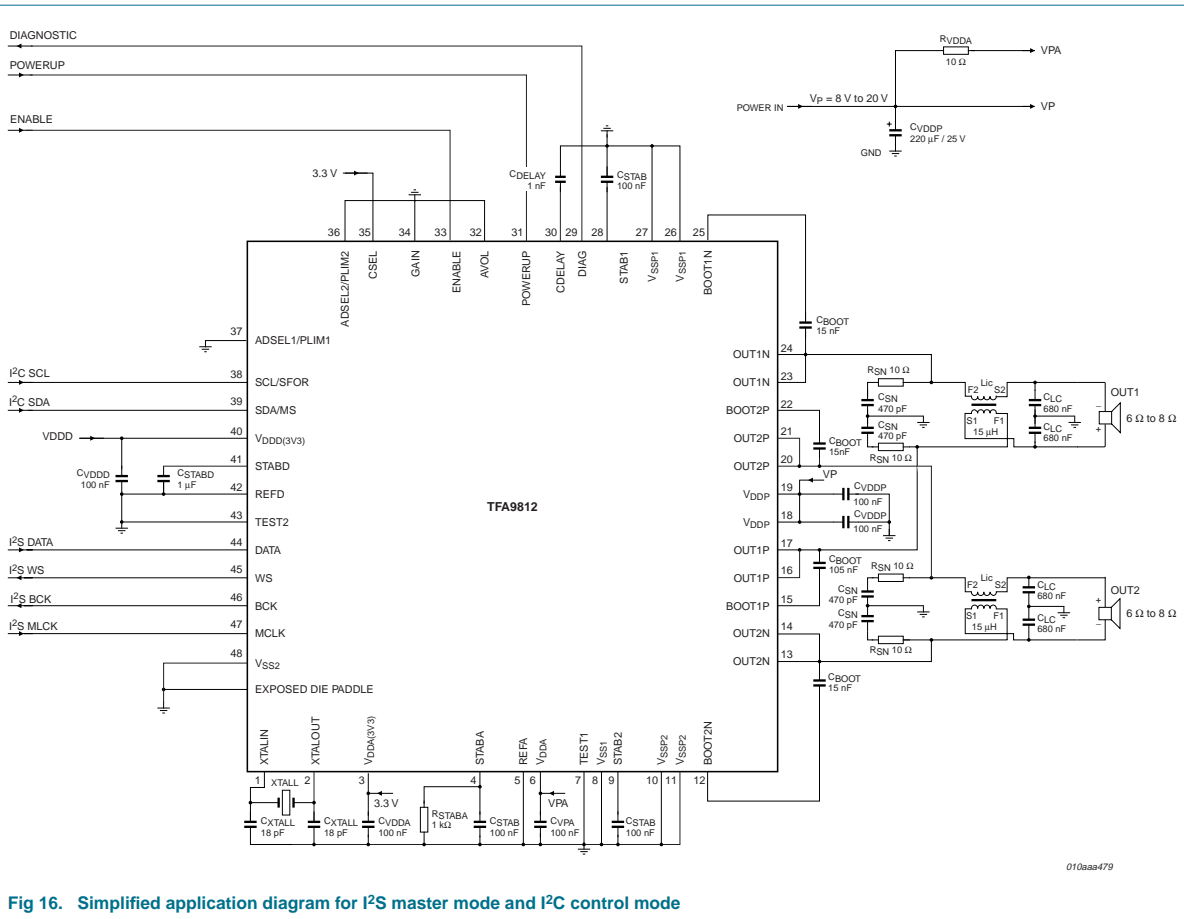 DIAGNOSTIC
POWERUP
ENABLE
RVDDA
10 Ω
VPA
POWER IN
VP = 8 V to 20 V
VP
+
CVDDP
220 μF / 25 V
GND
3.3 V
CDELAY
1 nF
CSTAB
100 nF
36 35 34 33 32 31 30 29 28 27 26 25
ADSEL2/PLIM2
CSEL
GAIN
ENABLE
AVOL
POWERUP
CDELAY
DIAG
STAB1
VSSP1
VSSP1
BOOT1N
37
ADSEL1/PLIM1
I2C SCL
38
SCL/SFOR
I2C SDA
39
SDA/MS
VDDD
40
VDDD(3V3)
41
STABD
CVDDD
100 nF
CSTABD
1 μF
42
REFD
43
TEST2
I2S DATA
44
DATA
I2S WS
45
WS
I2S BCK
46
BCK
I2S MLCK
47
MCLK
48
VSS2
EXPOSED DIE PADDLE
TFA9812
CBOOT
15 nF
OUT1N
24
OUT1N
23
BOOT2P
22
OUT2P
21
OUT2P
20
VDDP
19
VDDP
18
OUT1P
17
OUT1P
16
BOOT1P
15
OUT2N
14
OUT2N
13
CBOOT
15nF
VP
CVDDP
100 nF
CVDDP
100 nF
CBOOT
105 nF
CBOOT
15 nF
RSN 10 Ω
CSN
470 pF
CSN
470 pF
RSN 10 Ω
Lic
F2 S2
S1 F1
15 μH
CLC
680 nF
CLC
680 nF
OUT1
−
+
6 Ω to 8 Ω
RSN 10 Ω
CSN
470 pF
CSN
470 pF
RSN 10 Ω
Lic
F2 S2
S1 F1
15 μH
CLC
680 nF
CLC
680 nF
OUT2
+
−
6 Ω to 8 Ω
XTALIN
XTALOUT
VDDA(3V3)
STABA
REFA
VDDA
TEST1
VSS1
STAB2
VSSP2
VSSP2
BOOT2N
1 2 3 4 5 6 7 8 9 10 11 12
XTALL
3.3 V
VPA
CXTALL
18 pF
CXTALL
18 pF
CVDDA
100 nF
RSTABA
1 kΩ
CSTAB
100 nF
CVPA
100 nF
CSTAB
100 nF
010aaa479
Fig 16. Simplified application diagram for I2S master mode and I2C control mode